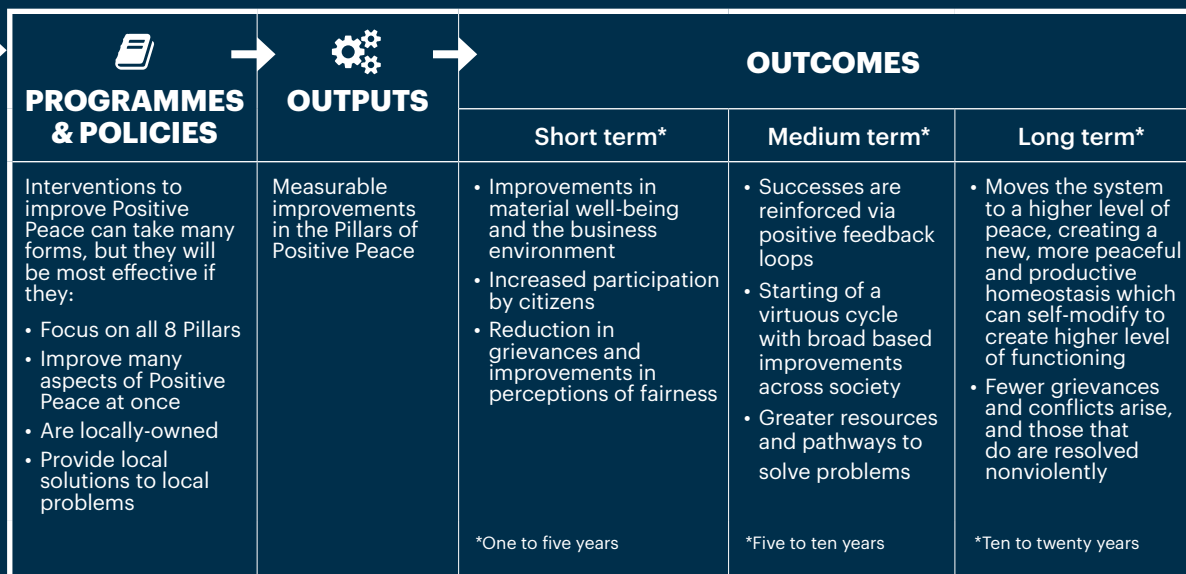 PROGRAMMES
& POLICIES
OUTPUTS
OUTCOMES
Short term*
Medium term*
Long term*
Interventions to
improve Positive
Peace can take many
forms, but they will
be most effective if
they:
• Focus on all 8 Pillars
• Improve many
aspects of Positive
Peace at once
• Are locally-owned
• Provide local
solutions to local
problems
Measurable
improvements
in the Pillars of
Positive Peace
• Improvements in
material well-being
and the business
environment
• Increased participation
by citizens
• Reduction in
grievances and
improvements in
perceptions of fairness
*One to five years
• Successes are
reinforced via
positive feedback
loops
• Starting of a
virtuous cycle
with broad based
improvements
across society
• Greater resources
and pathways to
solve problems
*Five to ten years
• Moves the system
to a higher level of
peace, creating a
new, more peaceful
and productive
homeostasis which
can self-modify to
create higher level
of functioning
• Fewer grievances
and conflicts arise,
and those that
do are resolved
nonviolently
*Ten to twenty years